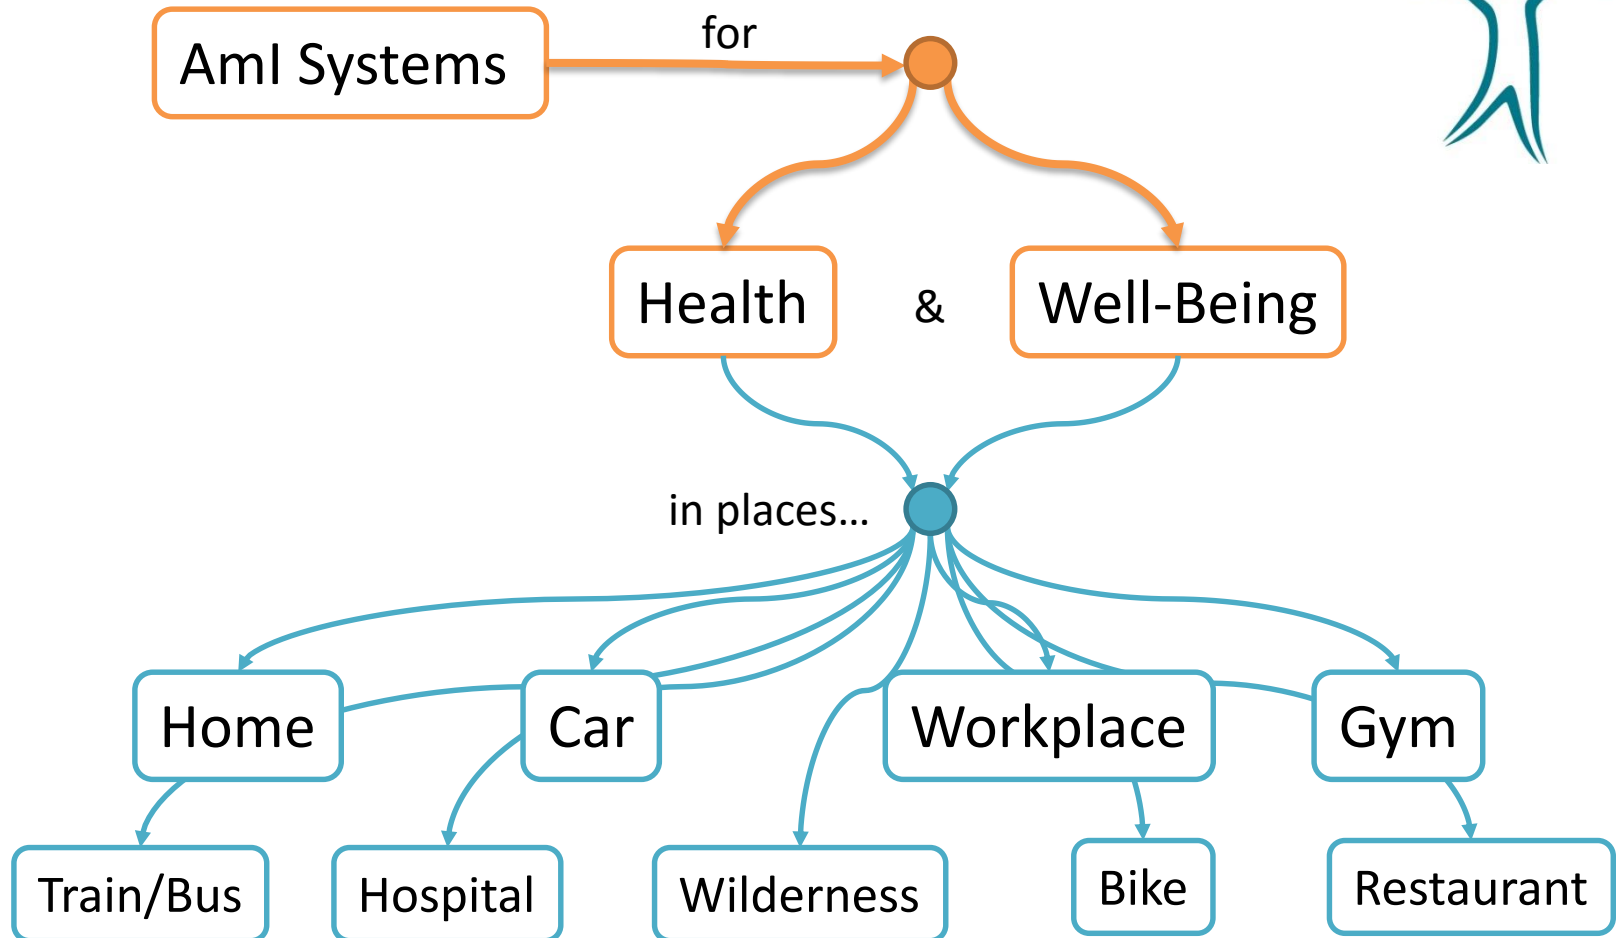 AmI Systems
for
Health
&
Well-Being
in places...
Home
Car
Workplace
Gym
Train/Bus
Hospital
Wilderness
Bike
Restaurant